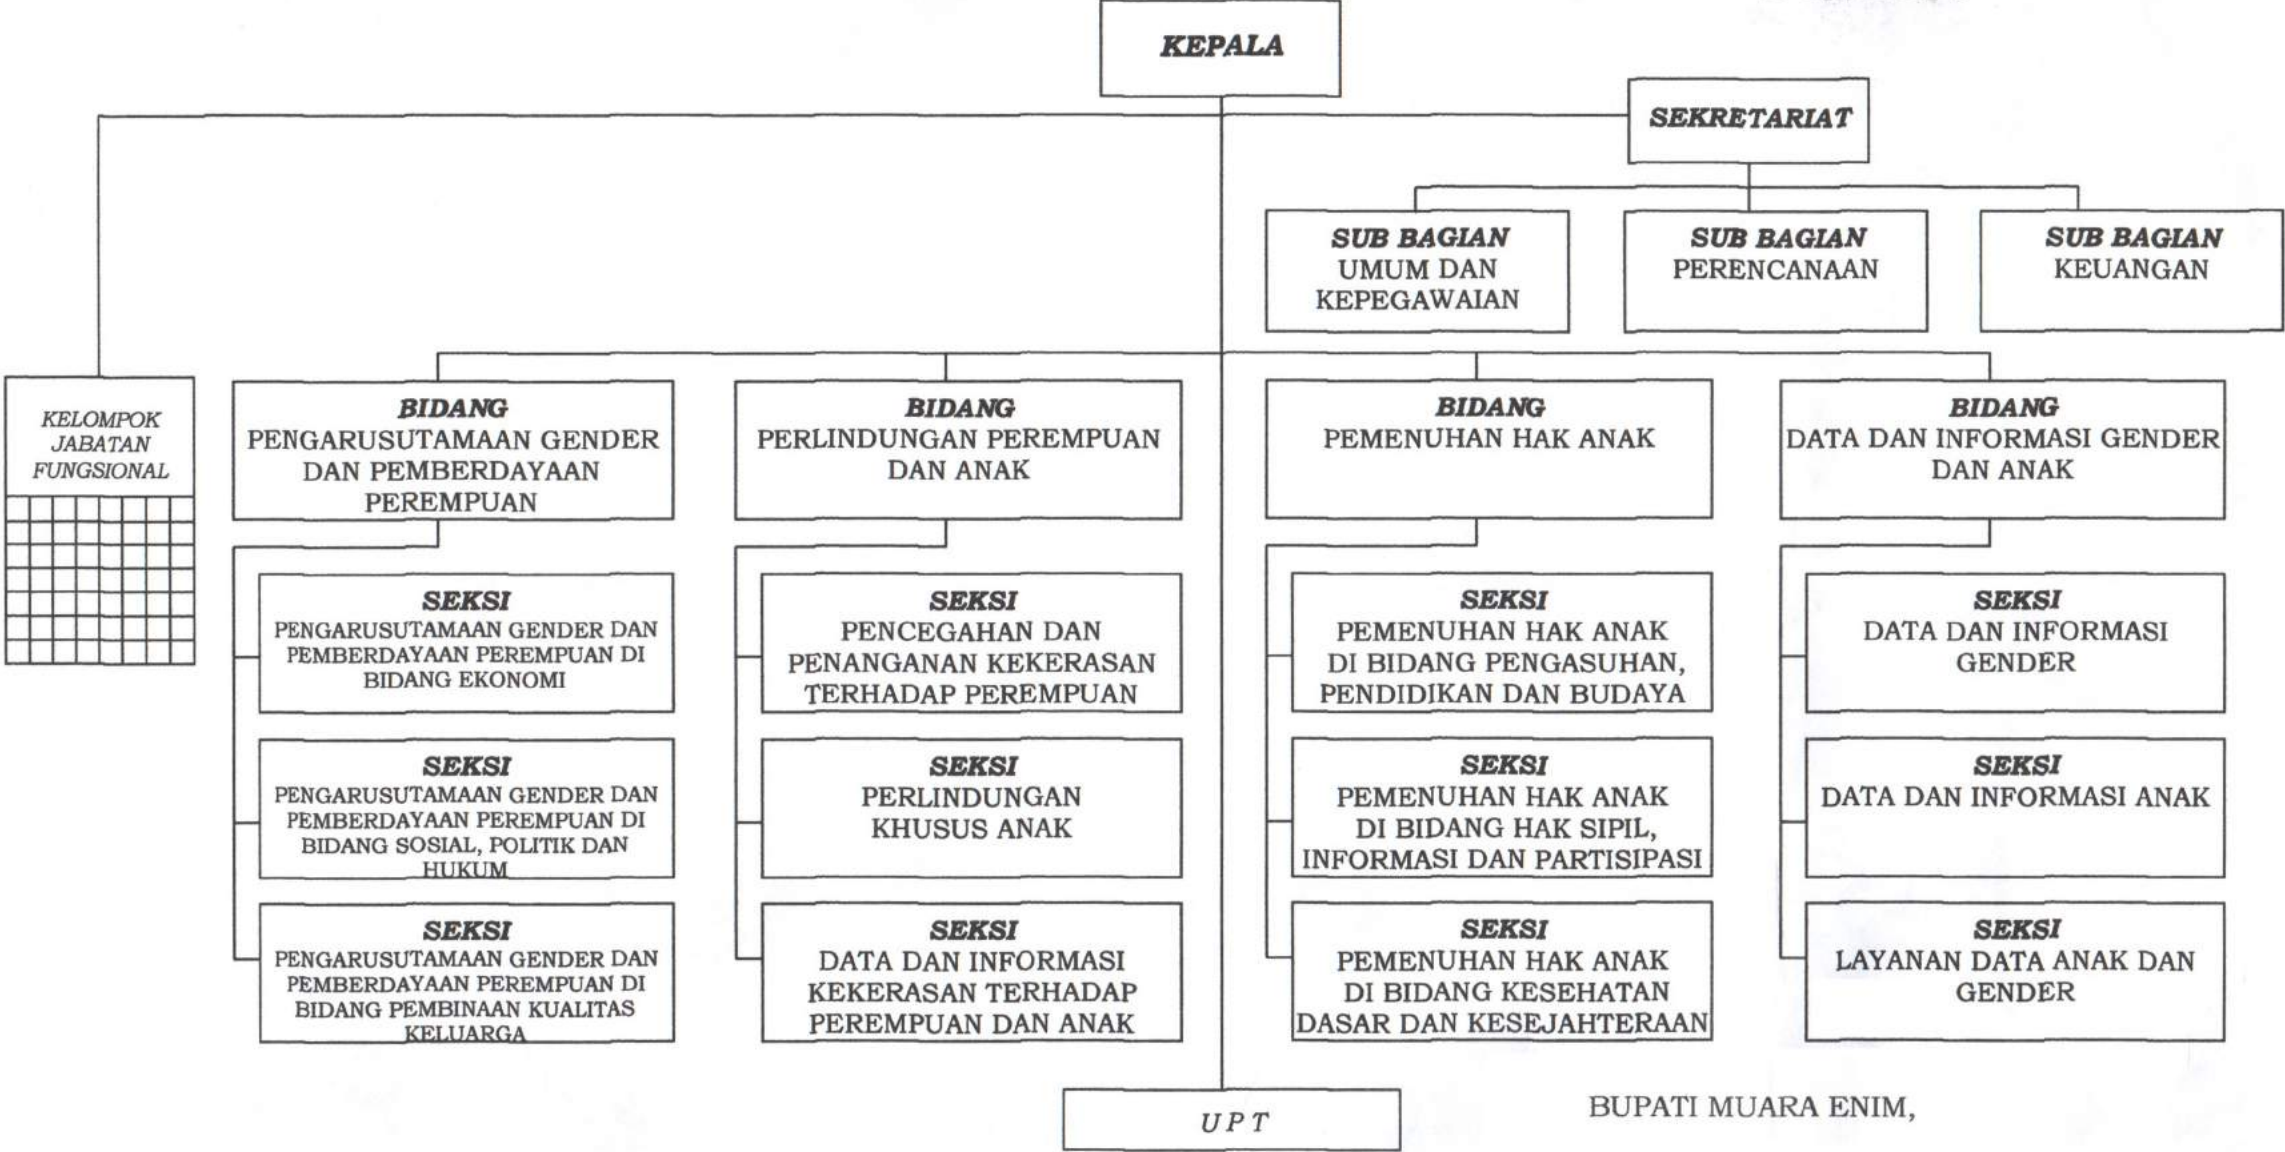 KEPALA
SEKRETARIAT
SUB BAGIAN
UMUM DAN
KEPEGAWAIAN
SUB BAGIAN
PERENCANAAN
SUB BAGIAN
KEUANGAN
KELOMPOK
JABATAN
FUNGSIONAL
BIDANG
PENGARUSUTAMAAN GENDER
DAN PEMBERDAYAAN
PEREMPUAN
SEKSI
PENGARUSUTAMAAN GENDER DAN
PEMBERDAYAAN PEREMPUAN DI
BIDANG EKONOMI
SEKSI
PENGARUSUTAMAAN GENDER DAN
PEMBERDAYAAN PEREMPUAN DI
BIDANG SOSIAL, POLITIK DAN
HUKUM
SEKSI
PENGARUSUTAMAAN GENDER DAN
PEMBERDAYAAN PEREMPUAN DI
BIDANG PEMBINAAN KUALITAS
KELUARGA
BIDANG
PERLINDUNGAN PEREMPUAN
DAN ANAK
SEKSI
PENCEGAHAN DAN
PENANGANAN KEKERASAN
TERHADAP PEREMPUAN
SEKSI
PERLINDUNGAN
KHUSUS ANAK
SEKSI
DATA DAN INFORMASI
KEKERASAN TERHADAP
PEREMPUAN DAN ANAK
BIDANG
PEMENUHAN HAK ANAK
SEKSI
PEMENUHAN HAK ANAK
DI BIDANG PENGASUHAN,
PENDIDIKAN DAN BUDAYA
SEKSI
PEMENUHAN HAK ANAK
DI BIDANG HAK SIPIL,
INFORMASI DAN PARTISIPASI
SEKSI
PEMENUHAN HAK ANAK
DI BIDANG KESEHATAN
DASAR DAN KESEJAHTERAAN
BIDANG
DATA DAN INFORMASI GENDER
DAN ANAK
SEKSI
DATA DAN INFORMASI
GENDER
SEKSI
DATA DAN INFORMASI ANAK
SEKSI
LAYANAN DATA ANAK DAN
GENDER
U P T
BUPATI MUARA ENIM,